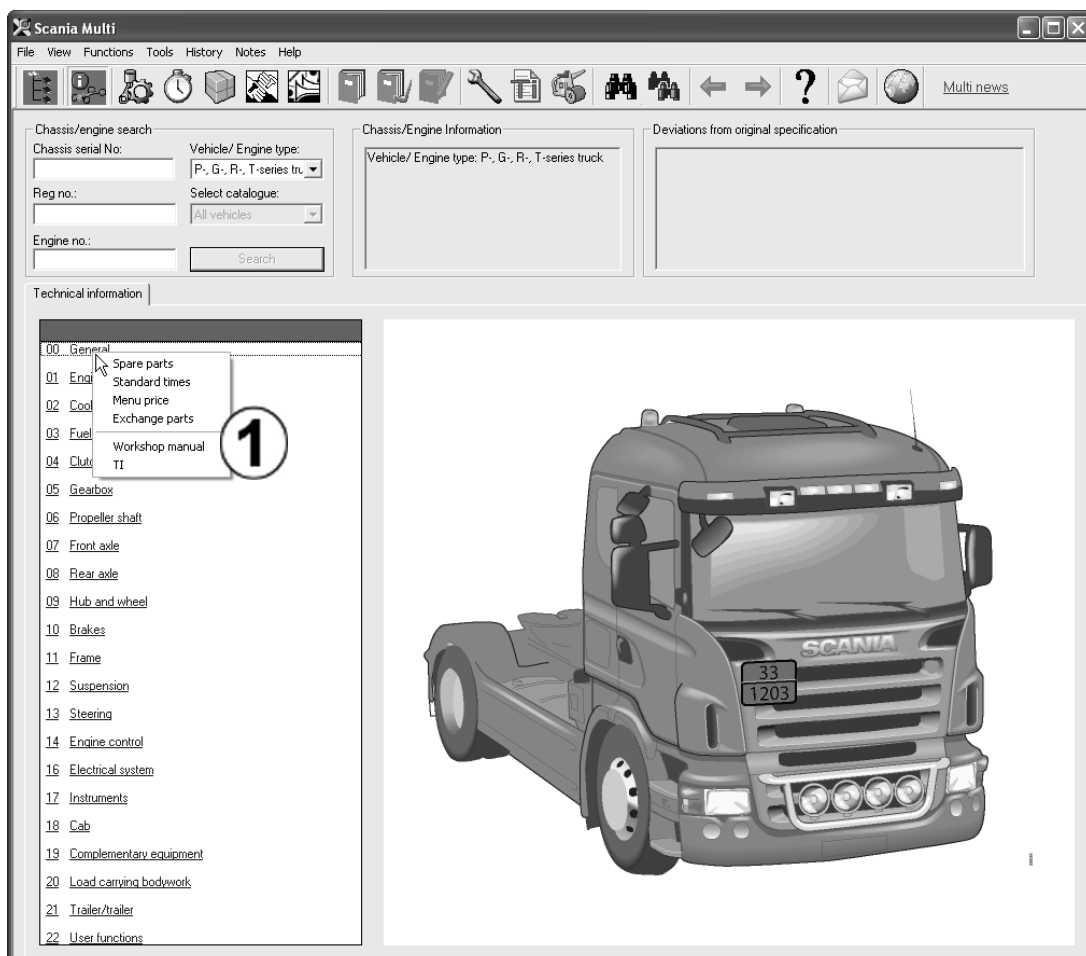 Scania Multi
File View Functions Tools History Notes Help
Multi news
Chassis/engine search
Chassis serial No:
Vehicle/ Engine type:
P-, G-, R-, T-series tru
Reg no.:
Select catalogue:
All vehicles
Engine no.:
Search
Chassis/Engine Information
Vehicle/ Engine type: P-, G-, R-, T-series truck
Deviations from original specification
Technical information
00 General
01 Engi
02 Cool
03 Fuel
04 Clutc
05 Gearbox
06 Propeller shaft
07 Front axle
08 Rear axle
09 Hub and wheel
10 Brakes
11 Frame
12 Suspension
13 Steering
14 Engine control
16 Electrical system
17 Instruments
18 Cab
19 Complementary equipment
20 Load carrying bodywork
21 Trailer/trailer
22 User functions
Spare parts
Standard times
Menu price
Exchange parts
Workshop manual
TI
1
SCANIA
33
1203